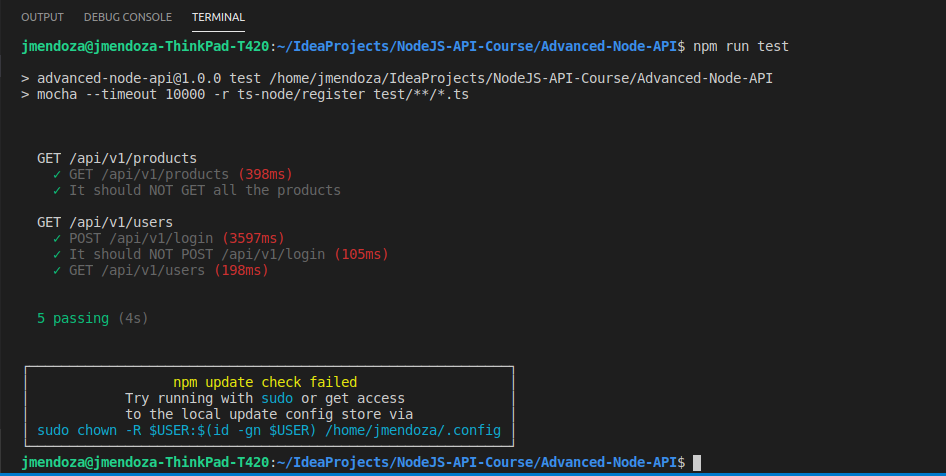 OUTPUT DEBUG CONSOLE TERMINAL
jmendoza@jmendoza-ThinkPad-T420:~/IdeaProjects/NodeJS-API-Course/Advanced-Node-API$ npm run test
> advanced-node-api@1.0.0 test /home/jmendoza/IdeaProjects/NodeJS-API-Course/Advanced-Node-API
> mocha --timeout 10000 -r ts-node/register test/**/*.ts
GET /api/v1/products
✓ GET /api/v1/products (398ms)
✓ It should NOT GET all the products
GET /api/v1/users
✓ POST /api/v1/login (3597ms)
✓ It should NOT POST /api/v1/login (105ms)
✓ GET /api/v1/users (198ms)
5 passing (4s)
npm update check failed
Try running with sudo or get access
to the local update config store via
sudo chown -R $USER:$(id -gn $USER) /home/jmendoza/.config
jmendoza@jmendoza-ThinkPad-T420:~/IdeaProjects/NodeJS-API-Course/Advanced-Node-API$